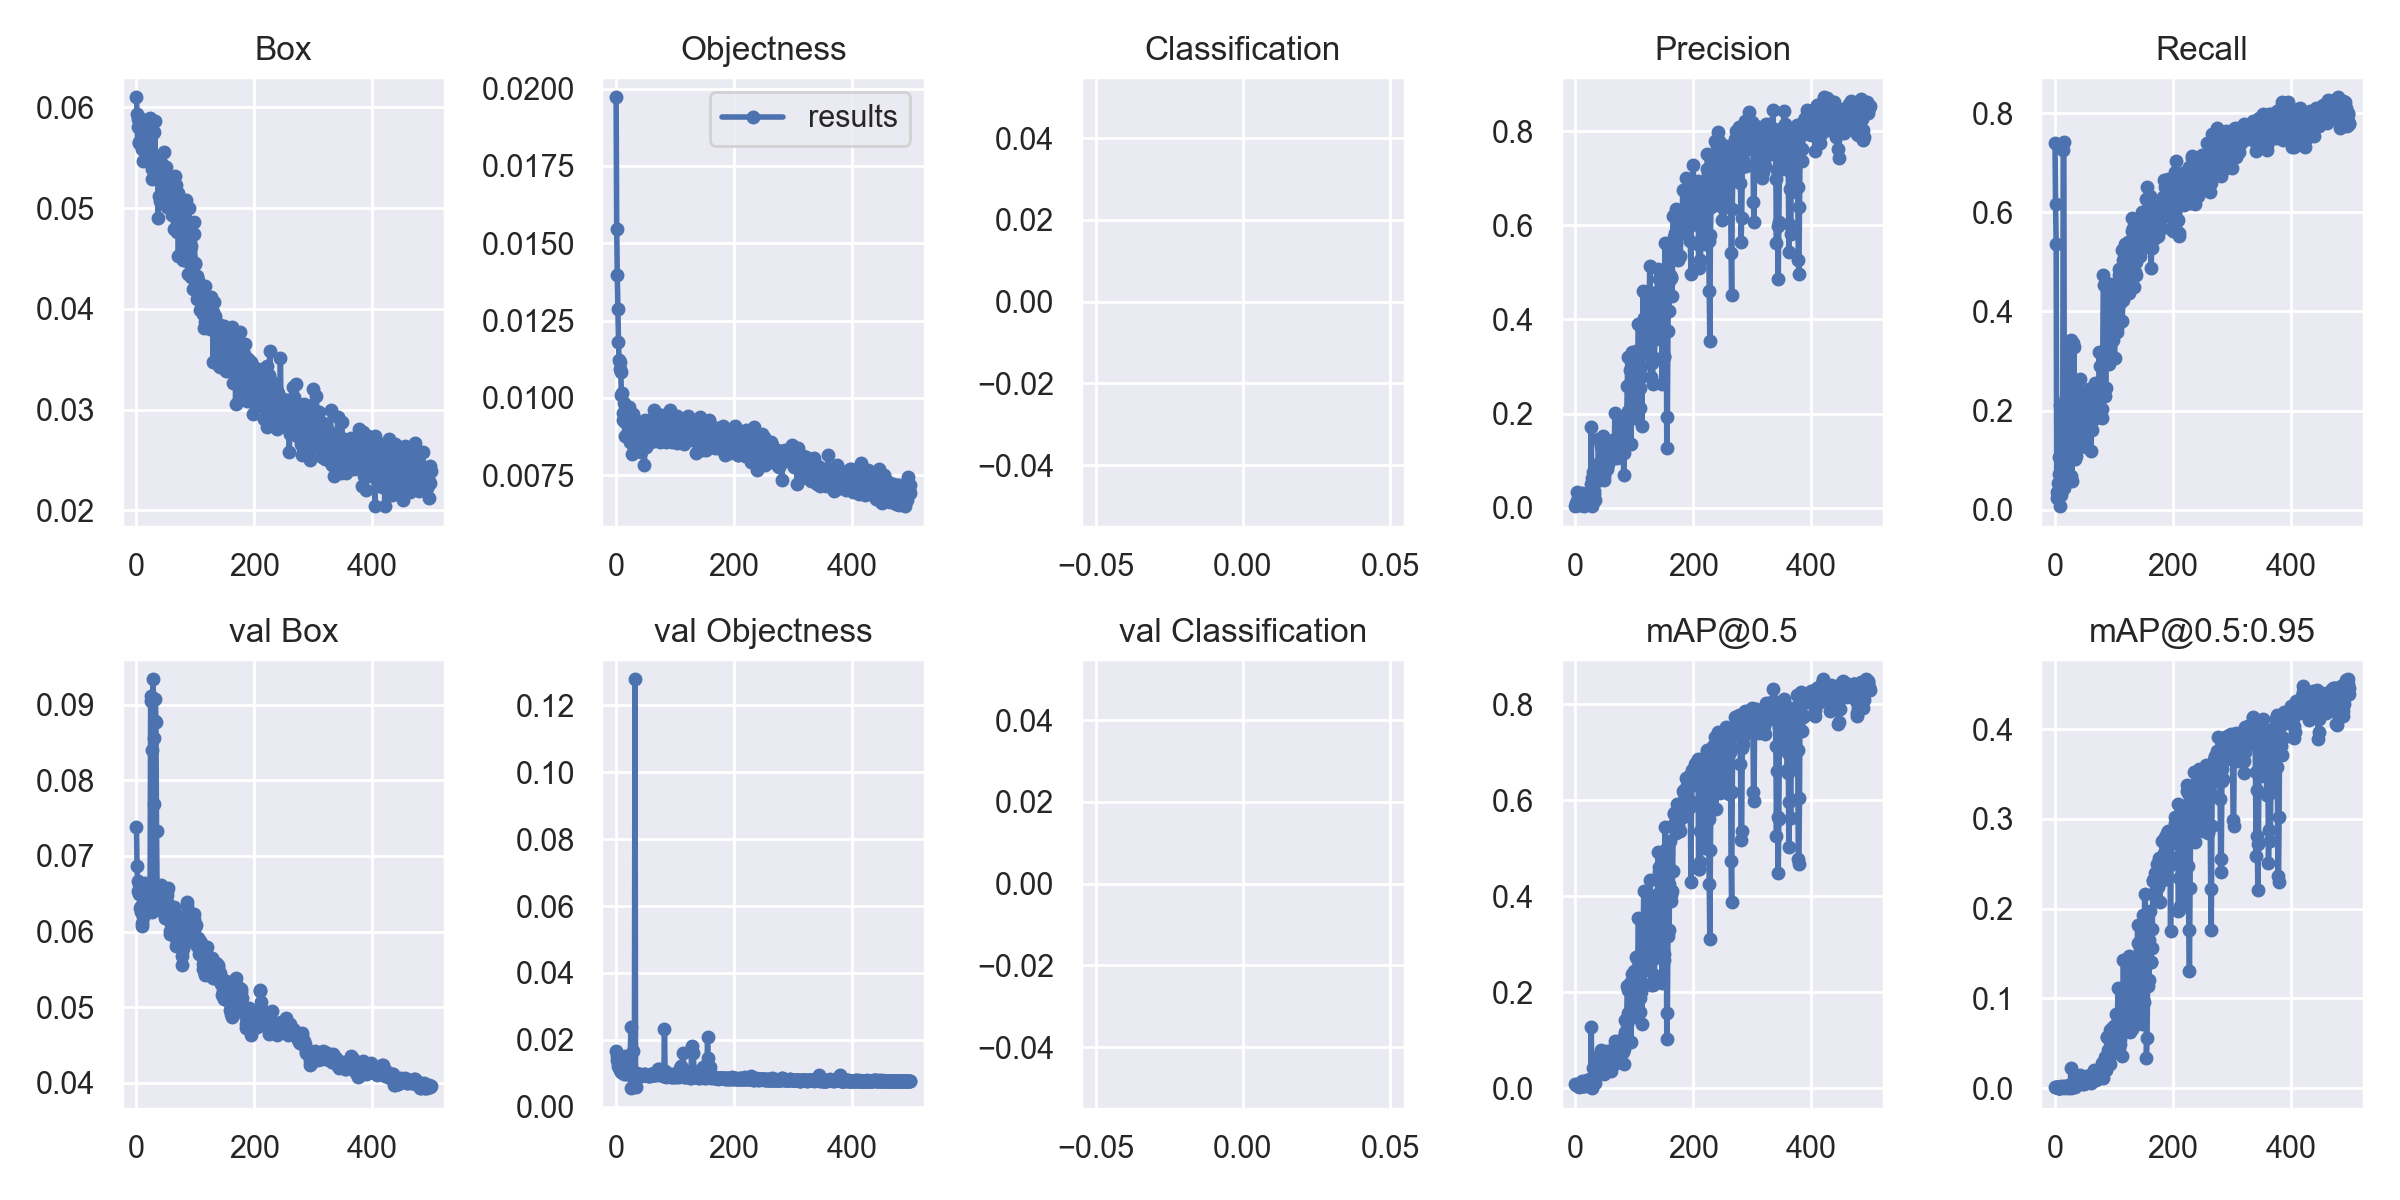 Box
Objectness
Classification
Precision
Recall
0.06
0.05
0.04
0.03
0.02
0 200 400
0.0200
0.0175
0.0150
0.0125
0.0100
0.0075
results
0 200 400
0.04
0.02
0.00
−0.02
−0.04
−0.05 0.00 0.05
0.8
0.6
0.4
0.2
0.0
0 200 400
0.8
0.6
0.4
0.2
0.0
0 200 400
val Box
val Objectness
val Classification
mAP@0.5
mAP@0.5:0.95
0.09
0.08
0.07
0.06
0.05
0.04
0 200 400
0.12
0.10
0.08
0.06
0.04
0.02
0.00
0 200 400
0.04
0.02
0.00
−0.02
−0.04
−0.05 0.00 0.05
0.8
0.6
0.4
0.2
0.0
0 200 400
0.4
0.3
0.2
0.1
0.0
0 200 400